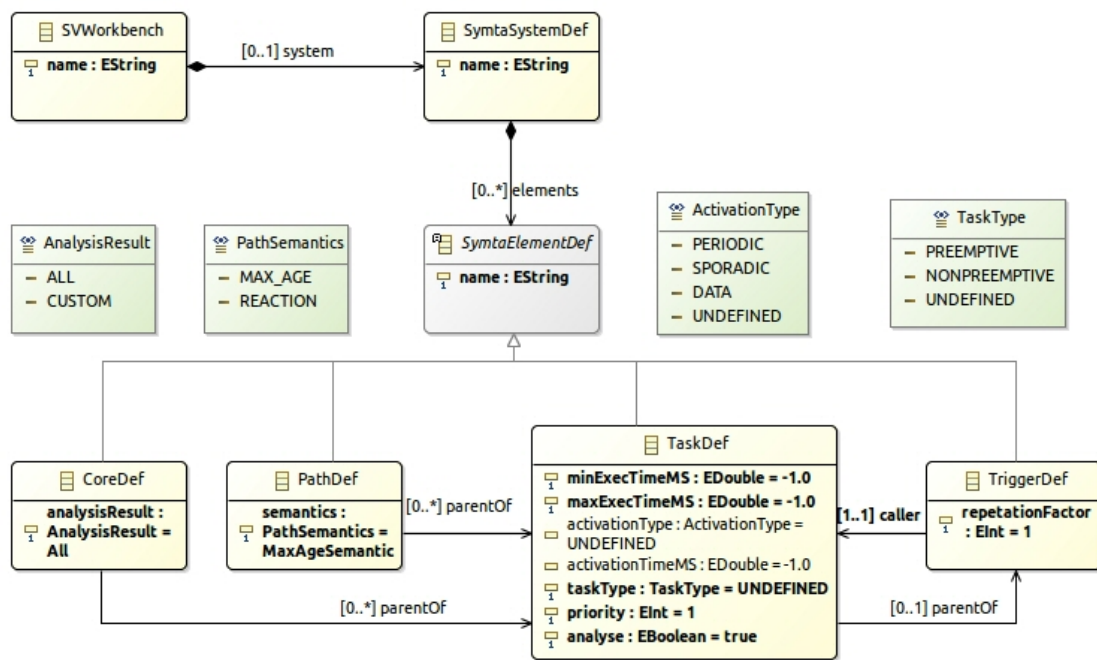 SVWorkbench
name : EString
[0..1] system
SymtaSystemDef
name : EString
[0..*] elements
AnalysisResult
ALL
CUSTOM
PathSemantics
MAX_AGE
REACTION
SymtaElementDef
name : EString
ActivationType
PERIODIC
SPORADIC
DATA
UNDEFINED
TaskType
PREEMPTIVE
NONPREEMPTIVE
UNDEFINED
CoreDef
analysisResult :
AnalysisResult =
All
PathDef
semantics :
PathSemantics =
MaxAgeSemantic
[0..*] parentOf
[0..*] parentOf
TaskDef
minExecTimeMS : EDouble = -1.0
maxExecTimeMS : EDouble = -1.0
activationType : ActivationType =
UNDEFINED
activationTimeMS : EDouble = -1.0
taskType : TaskType = UNDEFINED
priority : EInt = 1
analyse : EBoolean = true
[1..1] caller
[0..1] parentOf
TriggerDef
repetationFactor
: EInt = 1